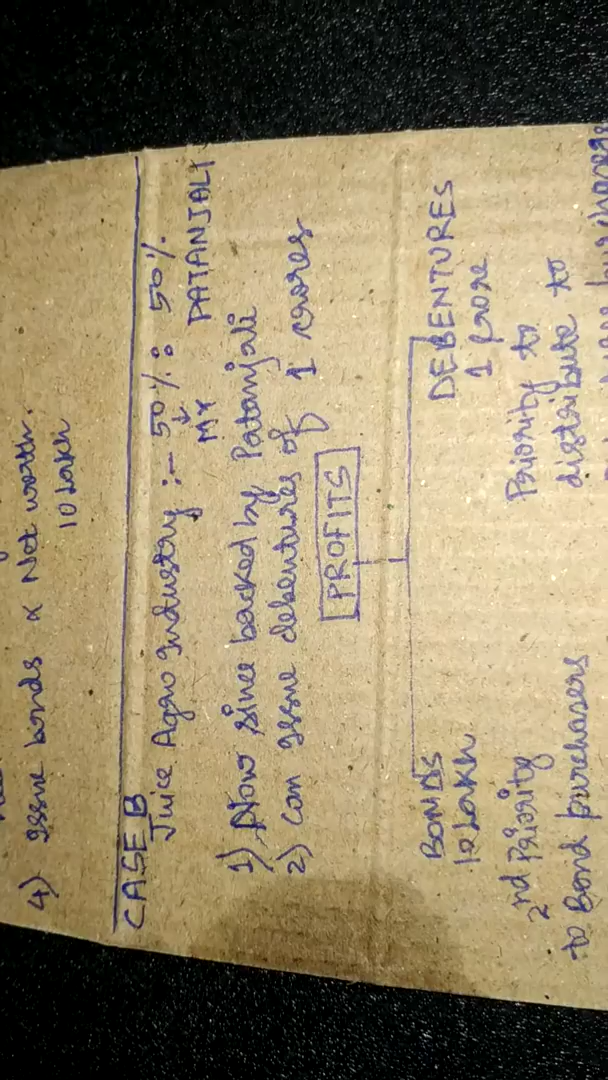 4) Issue bonds α Net worth.
10 Lakh
CASE B
Juice Agro Industry :- 50% : 50%
My PATANJALI
1) Now since backed by Patanjali
2) can issue debentures of 1 crores
PROFITS
BONDS
10 Lakh
2nd Priority
to Bond purchasers
DEBENTURES
1 crore
Priority to
distribute to